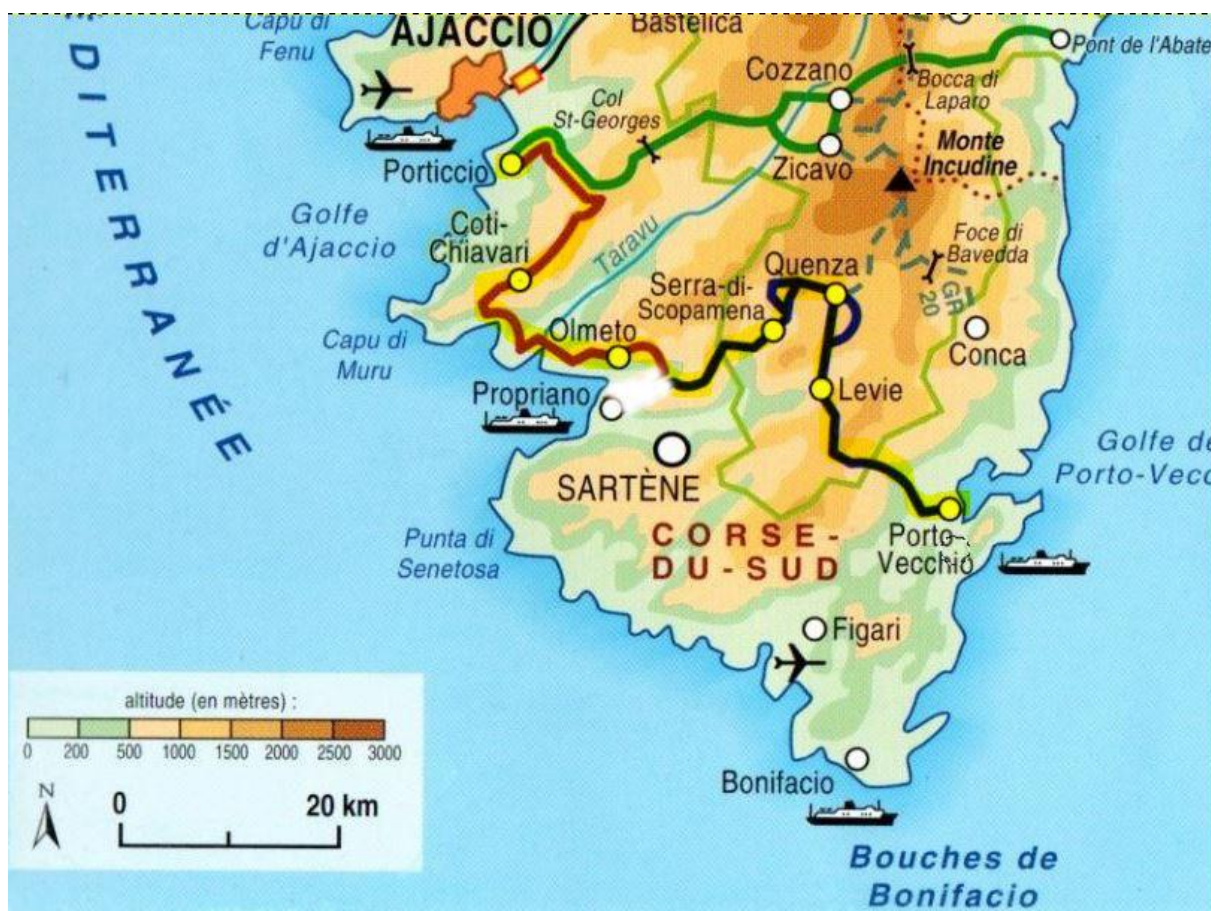 Capu di
Fenu
AJACCIO
Bastelica
Pont de l'Abate
Cozzano
Bocca di
Laparo
Col
St-Georges
Monte
Incudine
Zicavo
Porticcio
DITERRANÉE
Golfe
d'Ajaccio
Coti-
Chiavari
Taravu
Foce di
Bavedda
Quenza
Serra-di-
Scopamena
GR
20
Olmeto
Conca
Capu di
Muru
Propriano
Levie
Golfe de
Porto-Vecc
SARTÈNE
CORSE-
DU-SUD
Porto-
Vecchio
Punta di
Senetosa
Figari
altitude (en mètres) :
0 200 500 1000 1500 2000 2500 3000
N
0 20 km
Bonifacio
Bouches de
Bonifacio